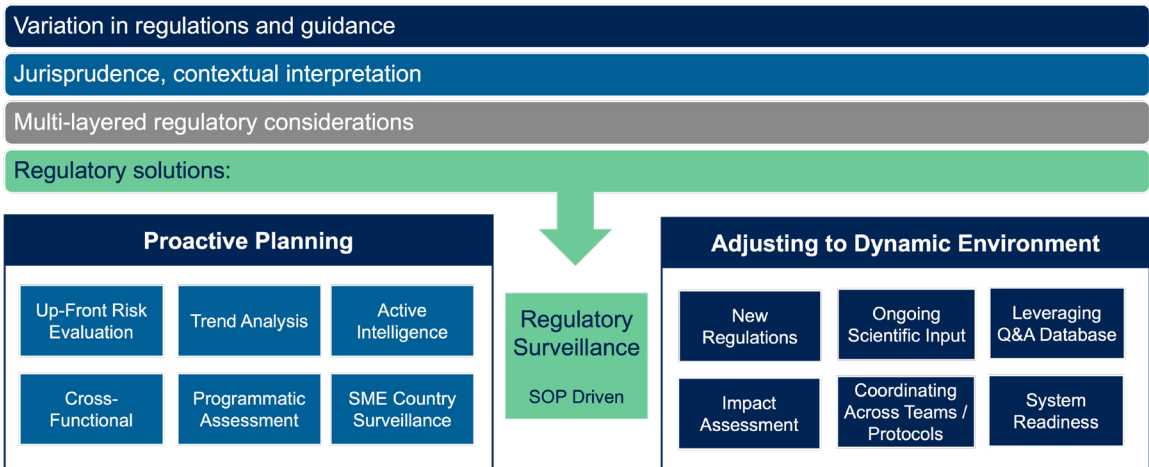 Variation in regulations and guidance
Jurisprudence, contextual interpretation
Multi-layered regulatory considerations
Regulatory solutions:
Proactive Planning
Up-Front Risk
Evaluation
Trend Analysis
Active
Intelligence
Cross-
Functional
Programmatic
Assessment
SME Country
Surveillance
Regulatory
Surveillance
SOP Driven
Adjusting to Dynamic Environment
New
Regulations
Ongoing
Scientific Input
Leveraging
Q&A Database
Impact
Assessment
Coordinating
Across Teams /
Protocols
System
Readiness